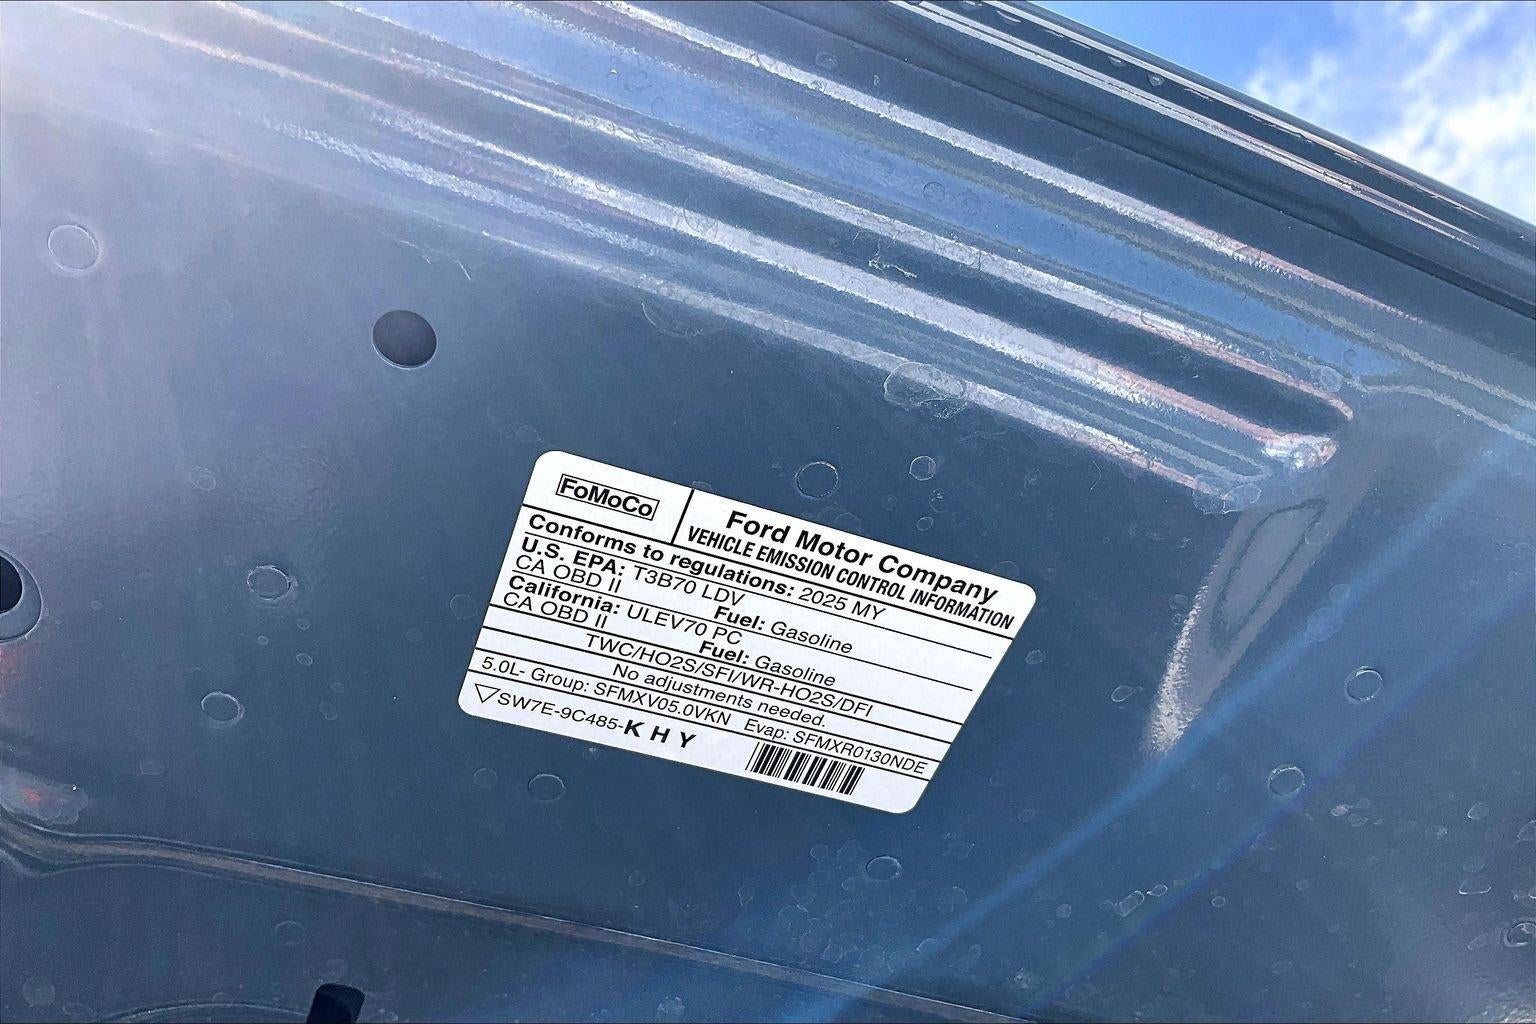 FoMoCo
Ford Motor Company
VEHICLE EMISSION CONTROL INFORMATION
Conforms to regulations: 2025 MY
U.S. EPA: T3B70 LDV
CA OBD II Fuel: Gasoline
California: ULEV70 PC
CA OBD II Fuel: Gasoline
TWC/HO2S/SFI/WR-HO2S/DFI
No adjustments needed.
5.0L- Group: SFMXV05.0VKN Evap: SFMXR0130NDE
SW7E-9C485-KHY